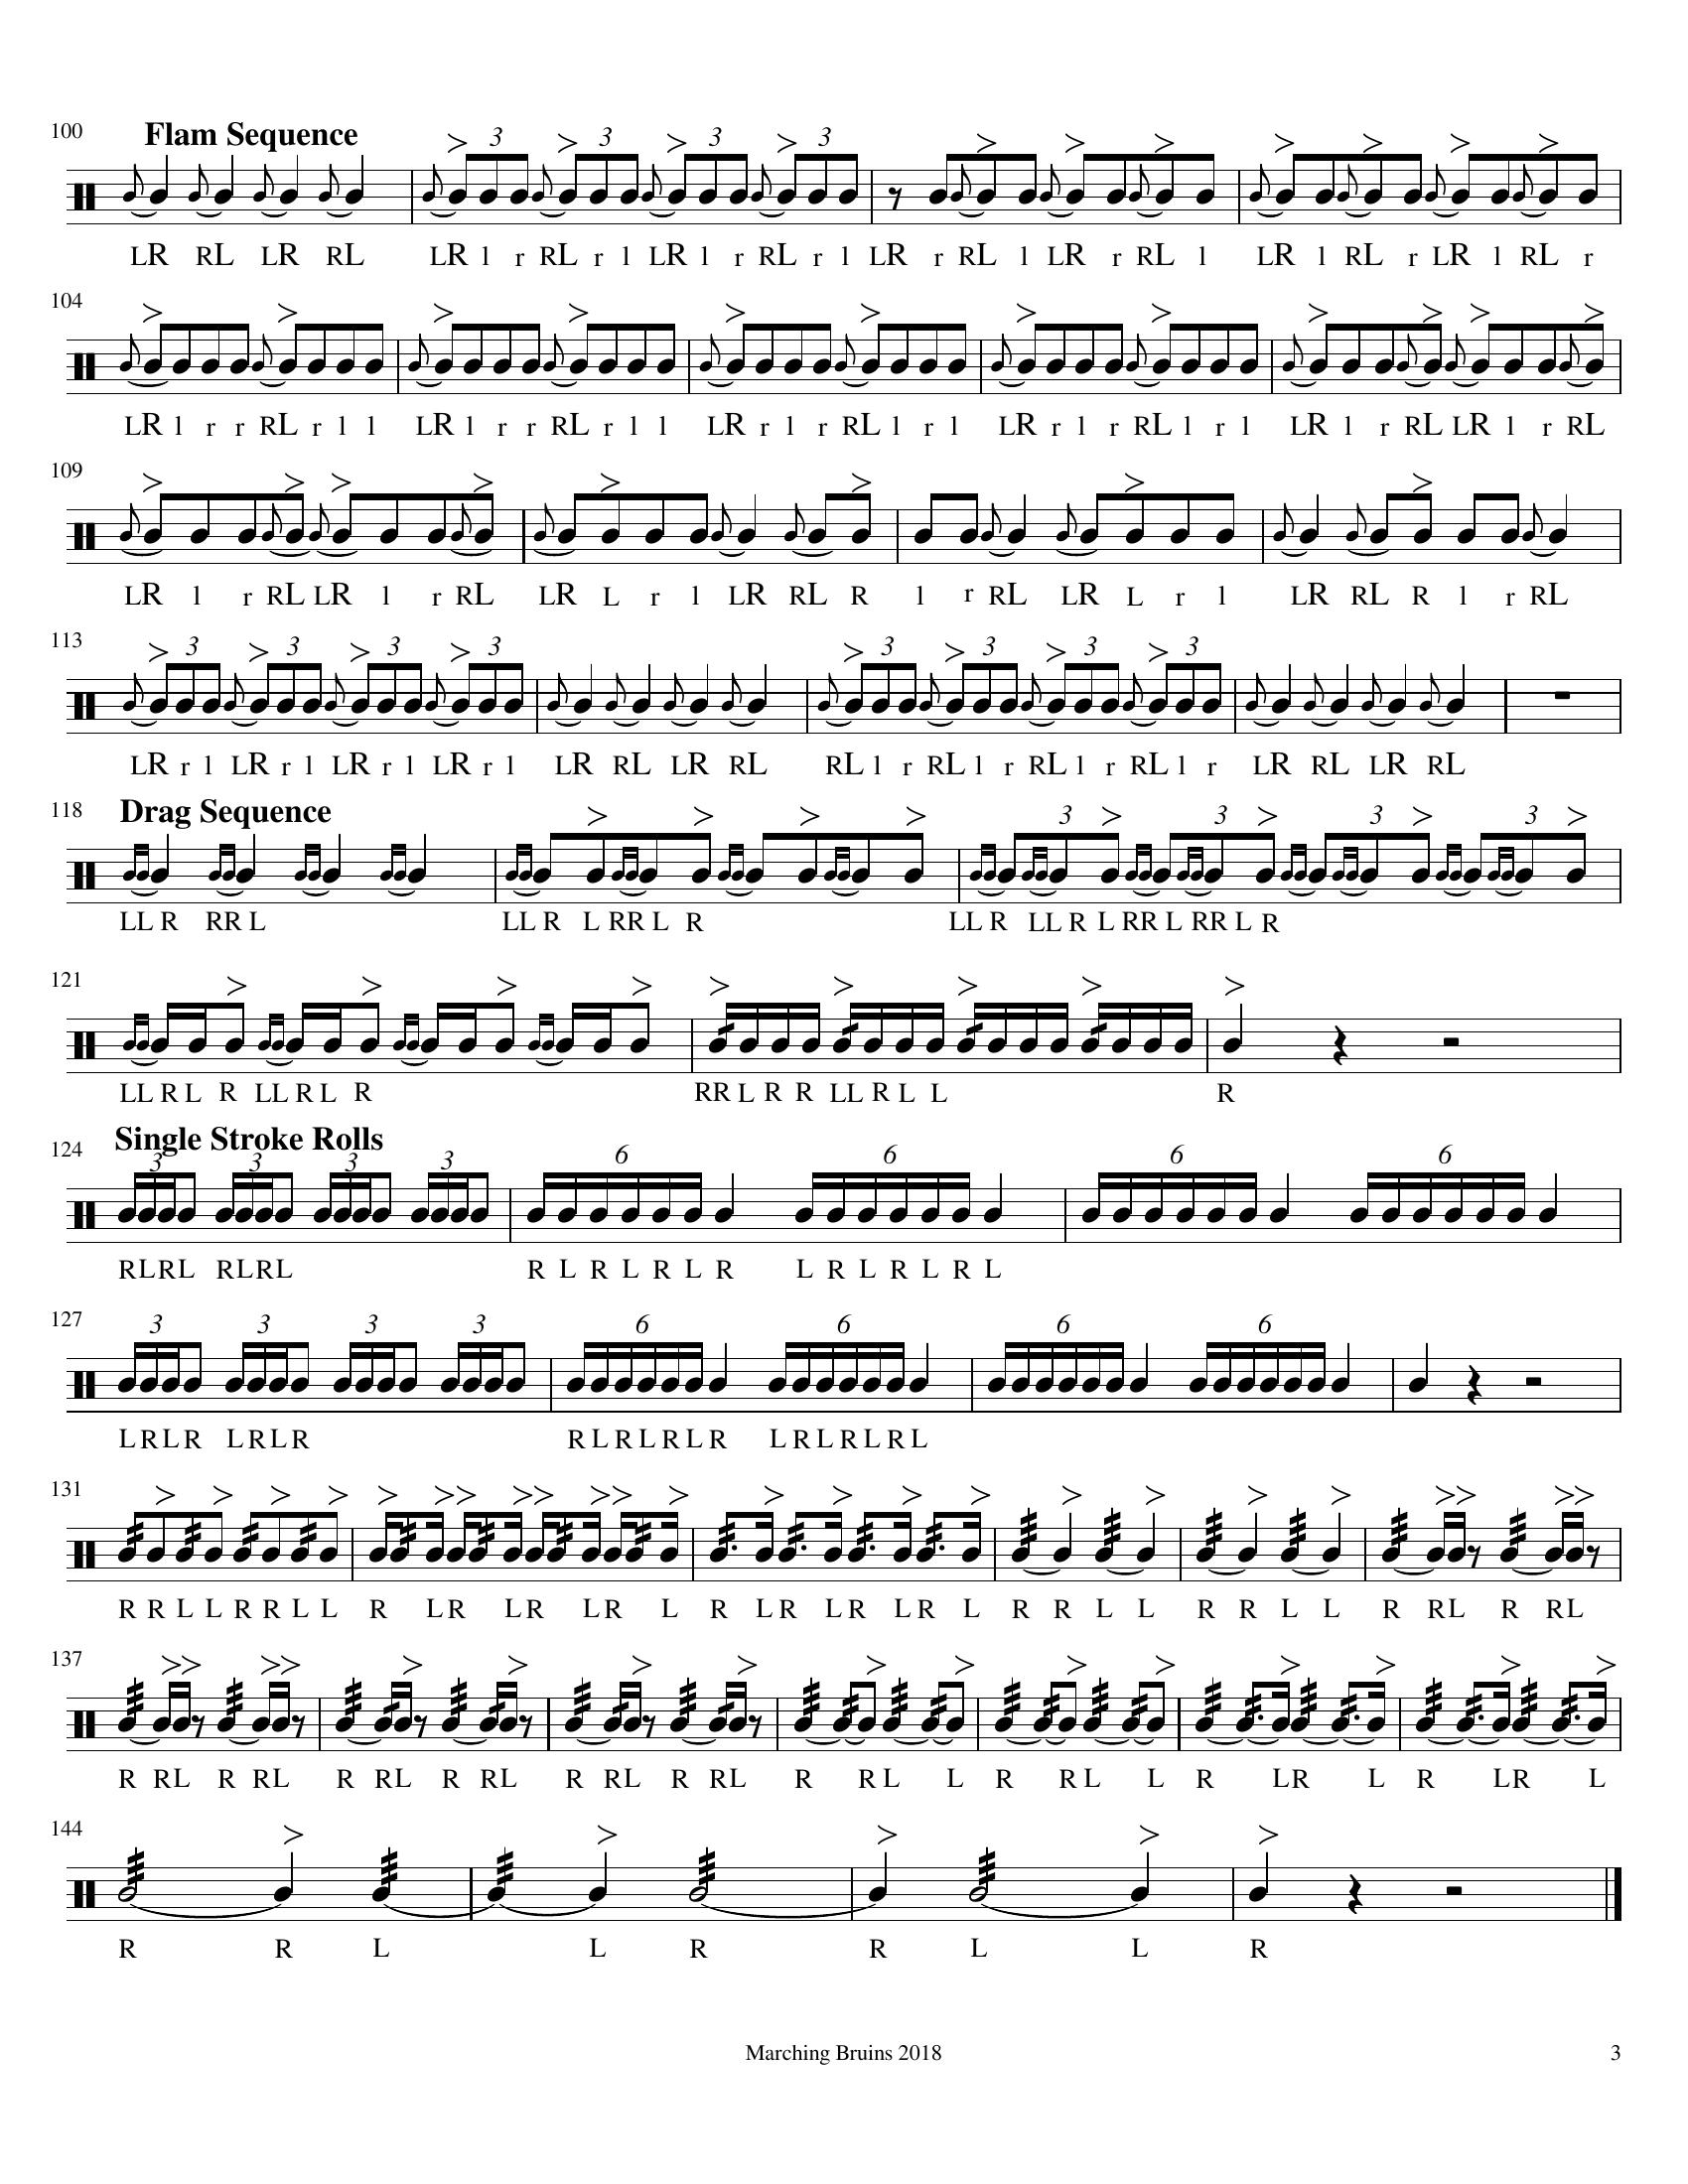 100 Flam Sequence
3 3 3 3
LR RL LR RL LR l r RL r l LR l r RL r l LR r RL l LR r RL l LR l RL r LR l RL r
104
LR l r r RL r l l LR l r r RL r l l LR r l r RL l r l LR r l r RL l r l LR l r RL LR l r RL
109
LR l r RL LR l r RL LR L r l LR RL R l r RL LR L r l LR RL R l r RL
113
3 3 3 3 3 3 3 3
LR r l LR r l LR r l LR r l LR RL LR RL RL l r RL l r RL l r RL l r LR RL LR RL
118 Drag Sequence
3 3 3 3
LL R RR L LL R L RR L R LL R LL R L RR L RR L R
121
LL R L R LL R L R RR L R R LL R L L R
124 Single Stroke Rolls
3 3 3 3 6 6 6 6
RLRL RLRL R L R L R L R L R L R L R L
127
3 3 3 3 6 6 6 6
LRLR LRLR R L R L R L R L R L R L R L
131
R R L L R R L L R LR LR LR L R LR LR LR L R R L L R R L L R RL R RL
137
R RL R RL R RL R RL R RL R RL R RL L R RL L R LR L R LR L
144
R R L L R R L L R
Marching Bruins 2018 3